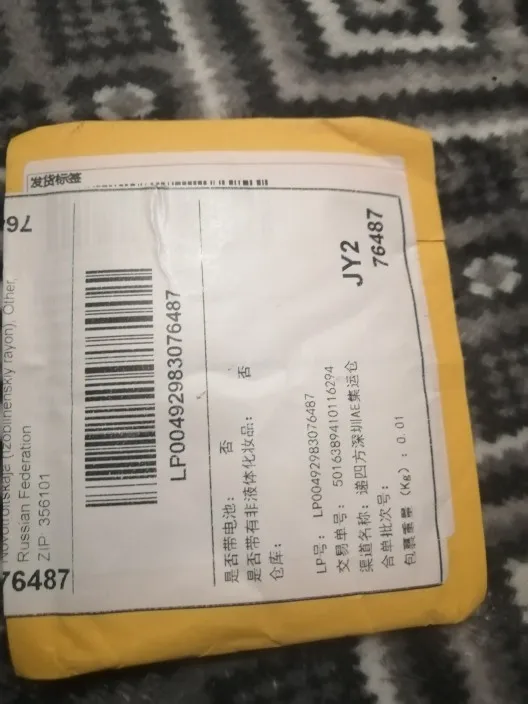 发货标签
76
(Izobilnenskiy rayon), Other,
Russian Federation
ZIP 356101
76487
LP00492983076487
是否带电池： 否
是否带有非液体化妆品： 否
仓库：
JY2
76487
LP号： LP00492983076487
交易单号： 5016389410116294
渠道名称： 递四方深圳AE集运仓
合单批次号：
包裹重量（Kg）: 0.01